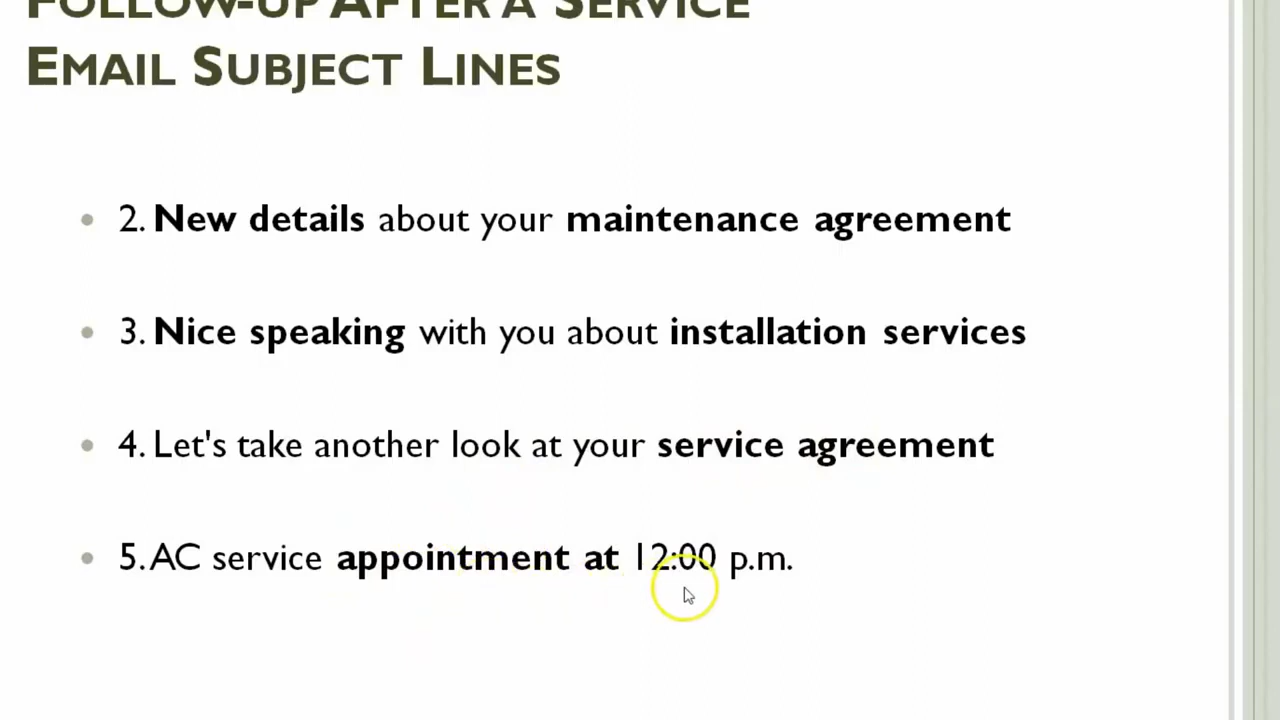 FOLLOW-UP AFTER A SERVICE
EMAIL SUBJECT LINES
2. New details about your maintenance agreement
3. Nice speaking with you about installation services
4. Let's take another look at your service agreement
5. AC service appointment at 12:00 p.m.